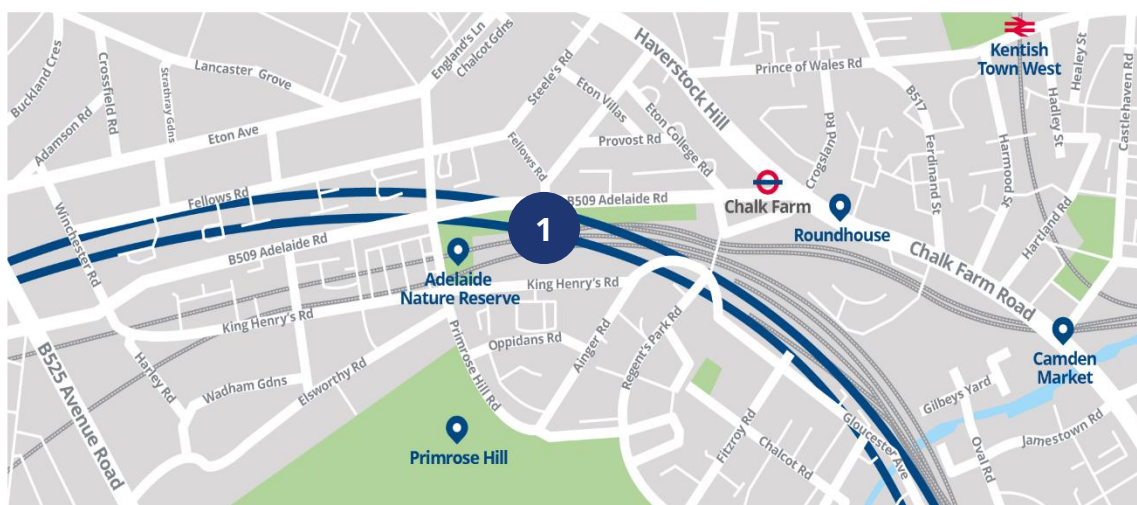 Buckland Cres
Crossfield Rd
Lancaster Grove
Strathray Gdns
Adamson Rd
Eton Ave
England's Ln
Chalcot Gdns
Steele's Rd
Haverstock Hill
Eton Villas
Eton College Rd
Provost Rd
Fellows Rd
Prince of Wales Rd
Kentish
Town West
Healey St
Hadley St
Castlehaven Rd
B517
Ferdinand St
Crogsland Rd
Harmood St
Hartland Rd
Fellows Rd
Winchester Rd
B509 Adelaide Rd
B509 Adelaide Rd
1
Chalk Farm
Roundhouse
Chalk Farm Road
Adelaide
Nature Reserve
King Henry's Rd
King Henry's Rd
B525 Avenue Road
Harley Rd
Wadham Gdns
Elsworthy Rd
Primrose Hill Rd
Oppidans Rd
Ainger Rd
Regent's Park Rd
Camden
Market
Gilbeys Yard
Jamestown Rd
Oval Rd
Gloucester Ave
Fitzroy Rd
Chalcot Rd
Primrose Hill